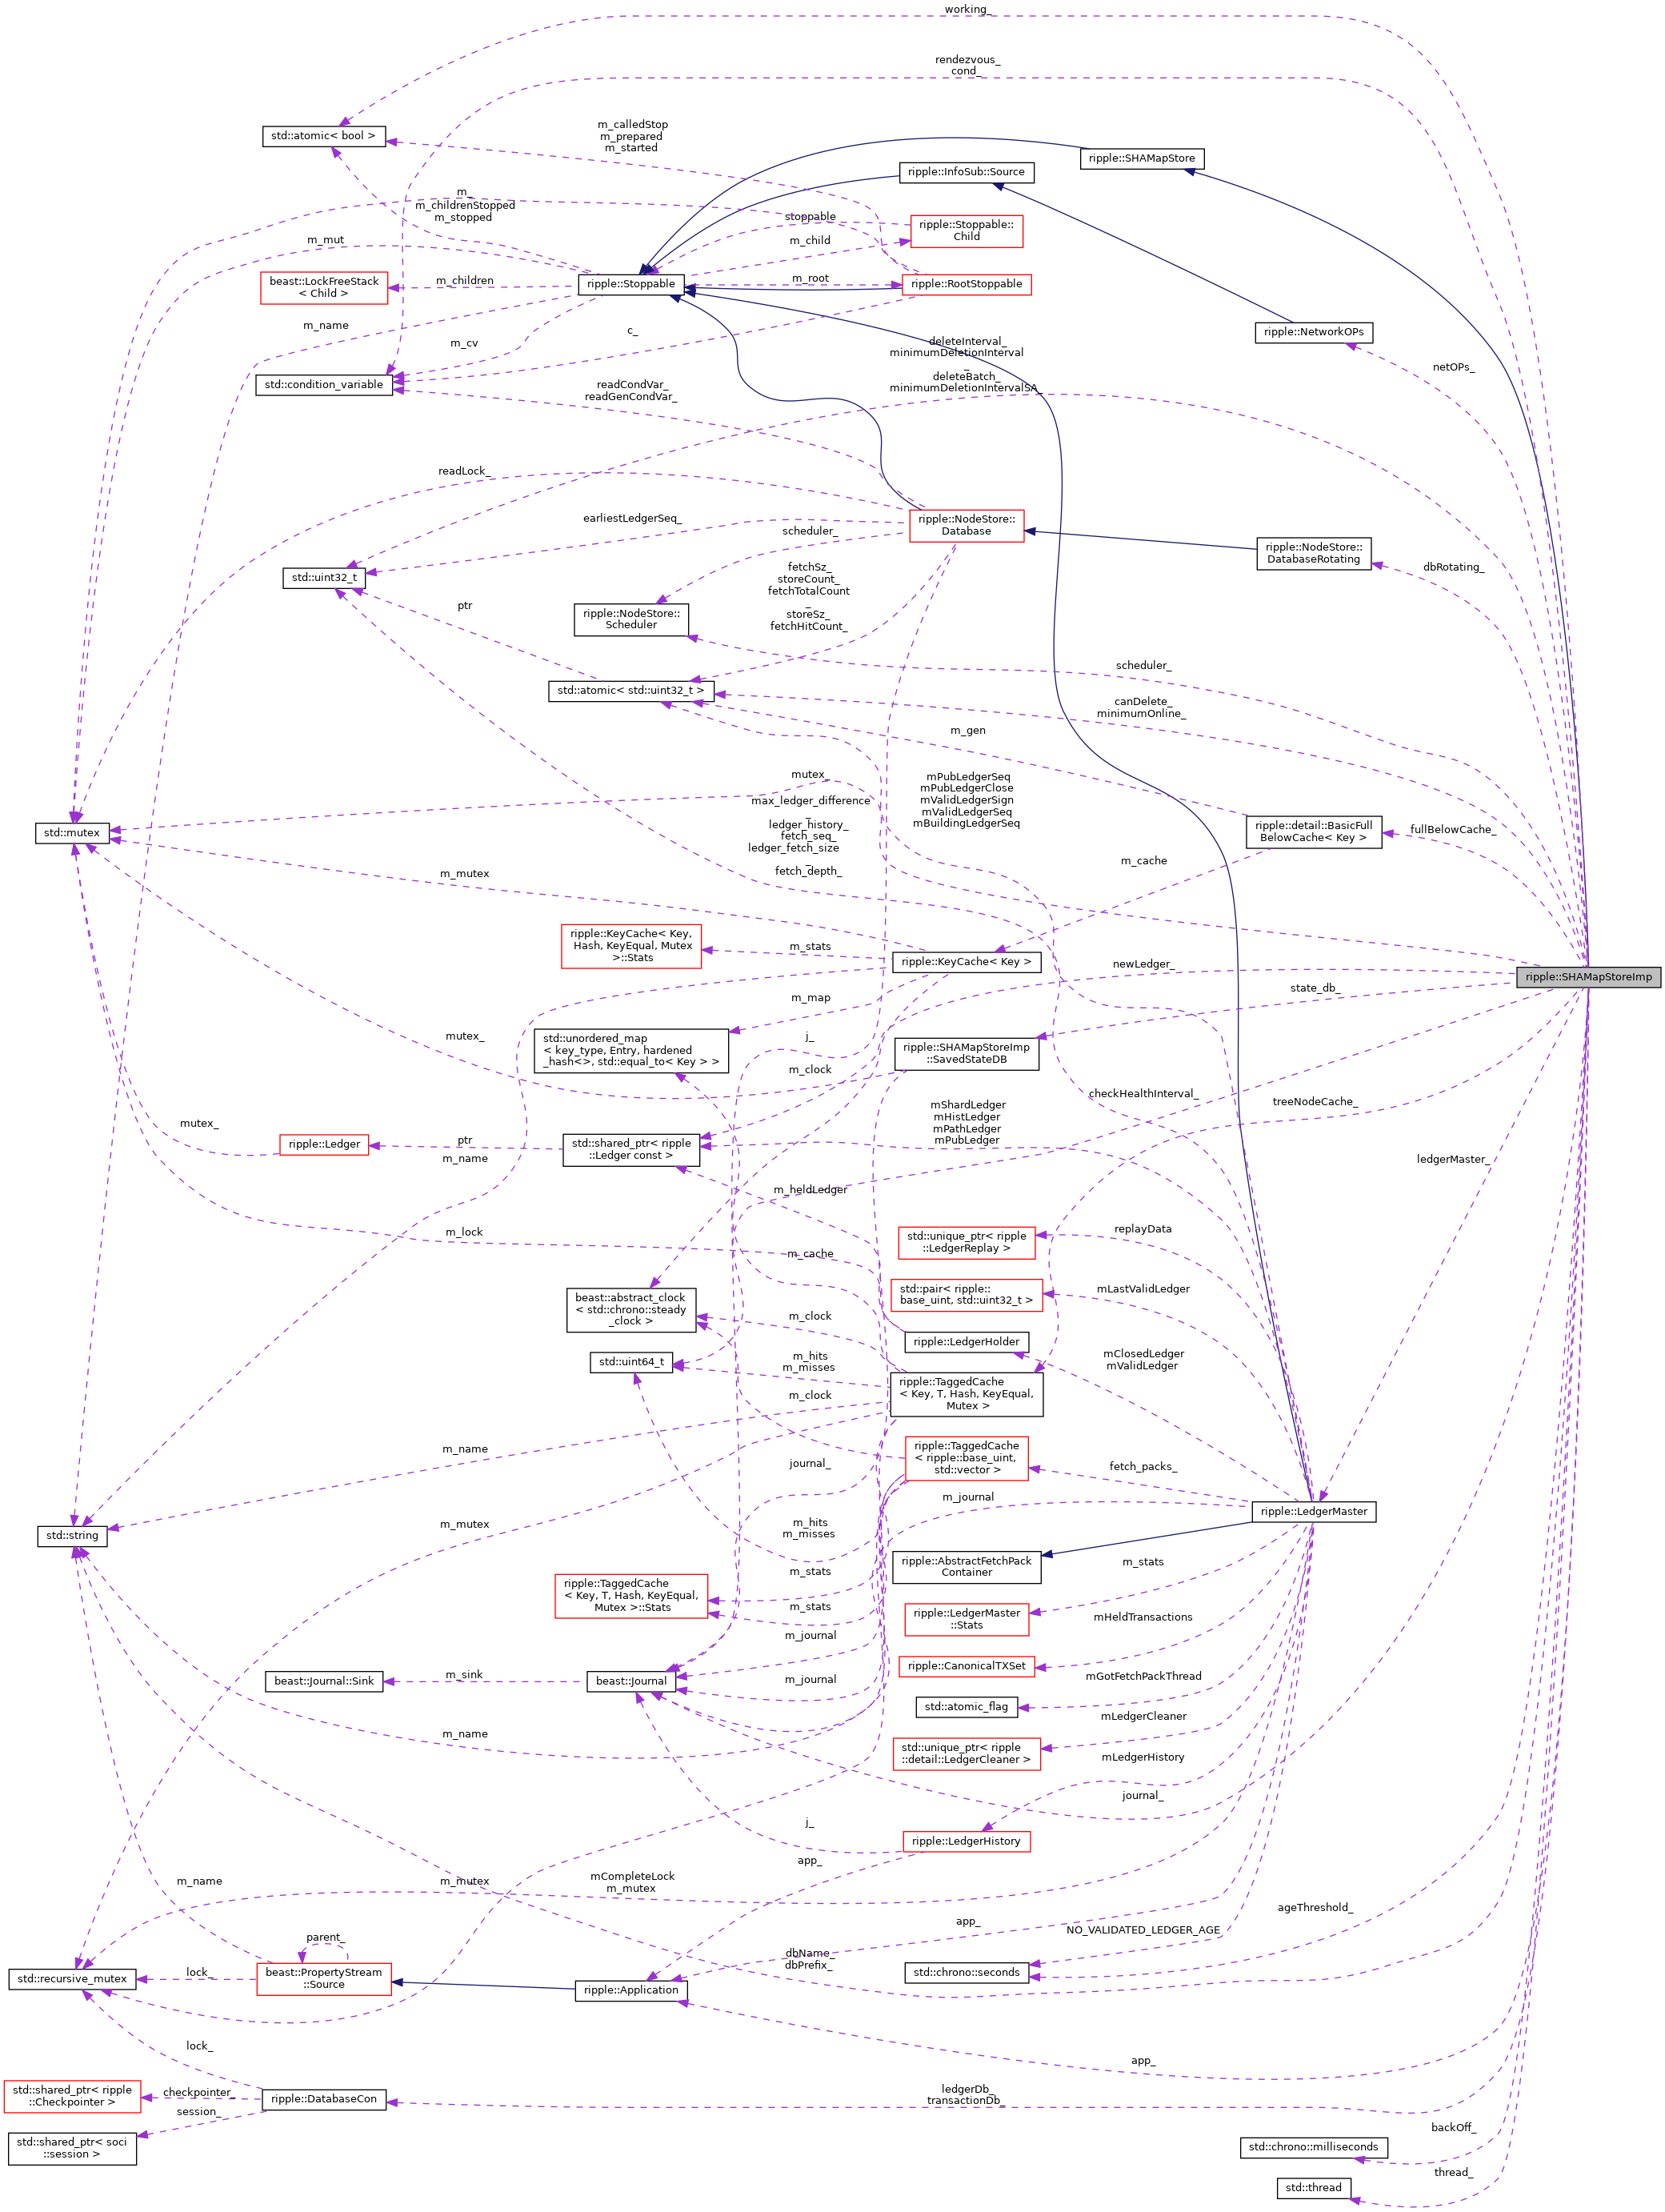 working_
rendezvous_
cond_
m_calledStop
m_prepared
m_started
std::atomic< bool >
ripple::SHAMapStore
ripple::InfoSub::Source
m_
m_childrenStopped
m_stopped
stoppable
ripple::Stoppable::
Child
m_mut
m_child
beast::LockFreeStack
< Child >
m_children
ripple::Stoppable
m_root
ripple::RootStoppable
m_name
c_
ripple::NetworkOPs
m_cv
deleteInterval_
minimumDeletionInterval
_
deleteBatch_
minimumDeletionIntervalSA_
netOPs_
std::condition_variable
readCondVar_
readGenCondVar_
readLock_
earliestLedgerSeq_
ripple::NodeStore::
Database
scheduler_
ripple::NodeStore::
DatabaseRotating
dbRotating_
std::uint32_t
fetchSz_
storeCount_
fetchTotalCount
_
storeSz_
fetchHitCount_
ptr
ripple::NodeStore::
Scheduler
scheduler_
std::atomic< std::uint32_t >
canDelete_
minimumOnline_
m_gen
mutex_
max_ledger_difference
_
ledger_history_
fetch_seq_
ledger_fetch_size
_
fetch_depth_
mPubLedgerSeq
mPubLedgerClose
mValidLedgerSign
mValidLedgerSeq
mBuildingLedgerSeq
std::mutex
ripple::detail::BasicFull
BelowCache< Key >
fullBelowCache_
m_mutex
m_cache
ripple::KeyCache< Key,
Hash, KeyEqual, Mutex
>::Stats
m_stats
ripple::KeyCache< Key >
newLedger_
ripple::SHAMapStoreImp
m_map
state_db_
std::unordered_map
< key_type, Entry, hardened
_hash<>, std::equal_to< Key > >
mutex_
j_
ripple::SHAMapStoreImp
::SavedStateDB
m_clock
checkHealthInterval_
treeNodeCache_
mShardLedger
mHistLedger
mPathLedger
mPubLedger
mutex_
ripple::Ledger
ptr
std::shared_ptr< ripple
::Ledger const >
m_name
ledgerMaster_
m_heldLedger
m_lock
m_cache
std::unique_ptr< ripple
::LedgerReplay >
replayData
std::pair< ripple::
base_uint, std::uint32_t >
mLastValidLedger
beast::abstract_clock
< std::chrono::steady
_clock >
m_clock
ripple::LedgerHolder
mClosedLedger
mValidLedger
std::uint64_t
m_hits
m_misses
ripple::TaggedCache
< Key, T, Hash, KeyEqual,
Mutex >
m_clock
m_name
journal_
ripple::TaggedCache
< ripple::base_uint,
std::vector >
fetch_packs_
m_journal
ripple::LedgerMaster
std::string
m_mutex
m_hits
m_misses
ripple::AbstractFetchPack
Container
m_stats
ripple::TaggedCache
< Key, T, Hash, KeyEqual,
Mutex >::Stats
m_stats
m_stats
ripple::LedgerMaster
::Stats
mHeldTransactions
m_journal
ripple::CanonicalTXSet
beast::Journal::Sink
m_sink
beast::Journal
m_journal
mGotFetchPackThread
std::atomic_flag
mLedgerCleaner
m_name
std::unique_ptr< ripple
::detail::LedgerCleaner >
mLedgerHistory
journal_
j_
ripple::LedgerHistory
app_
m_name
m_mutex
mCompleteLock
m_mutex
ageThreshold_
app_
NO_VALIDATED_LEDGER_AGE
parent_
dbName_
dbPrefix_
std::recursive_mutex
lock_
beast::PropertyStream
::Source
ripple::Application
std::chrono::seconds
lock_
app_
std::shared_ptr< ripple
::Checkpointer >
checkpointer_
ripple::DatabaseCon
ledgerDb_
transactionDb_
session_
std::shared_ptr< soci
::session >
backOff_
std::chrono::milliseconds
thread_
std::thread